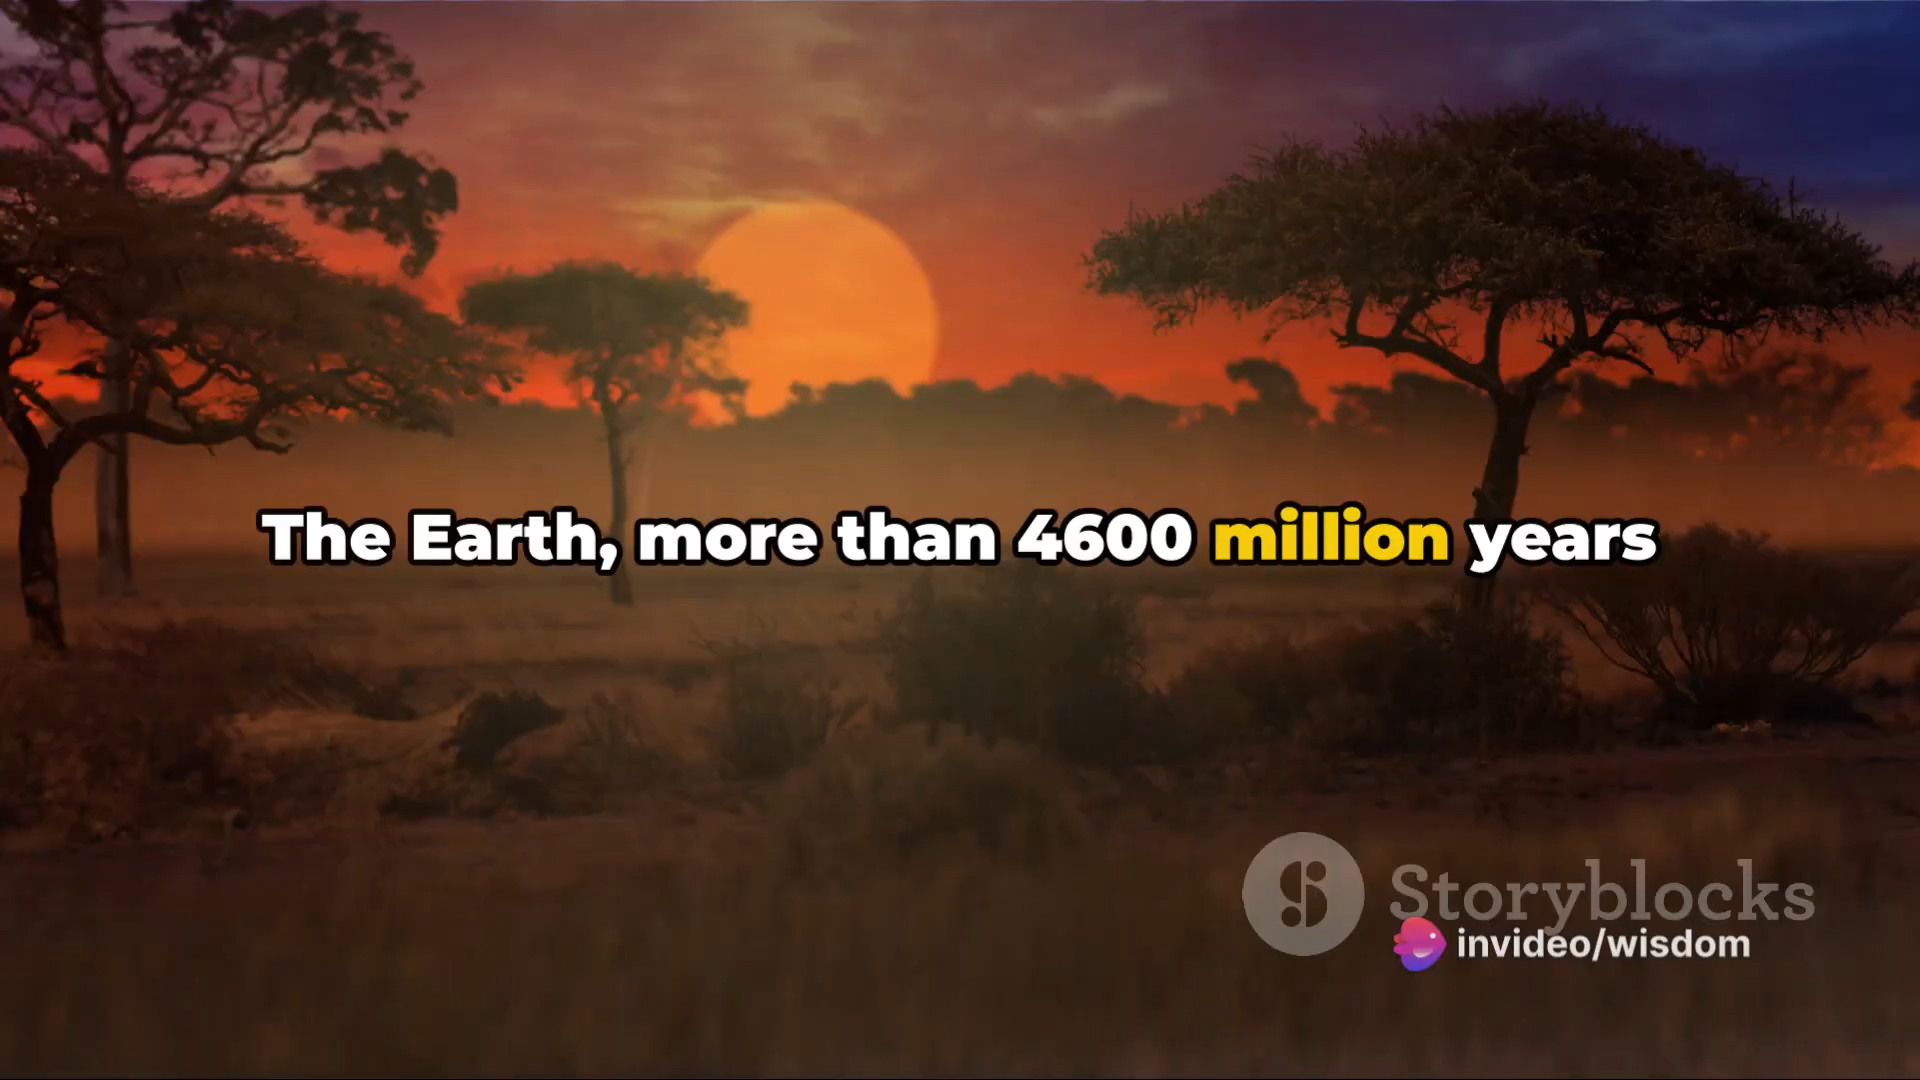 The Earth, more than 4600 million years
Storyblocks
invideo/wisdom